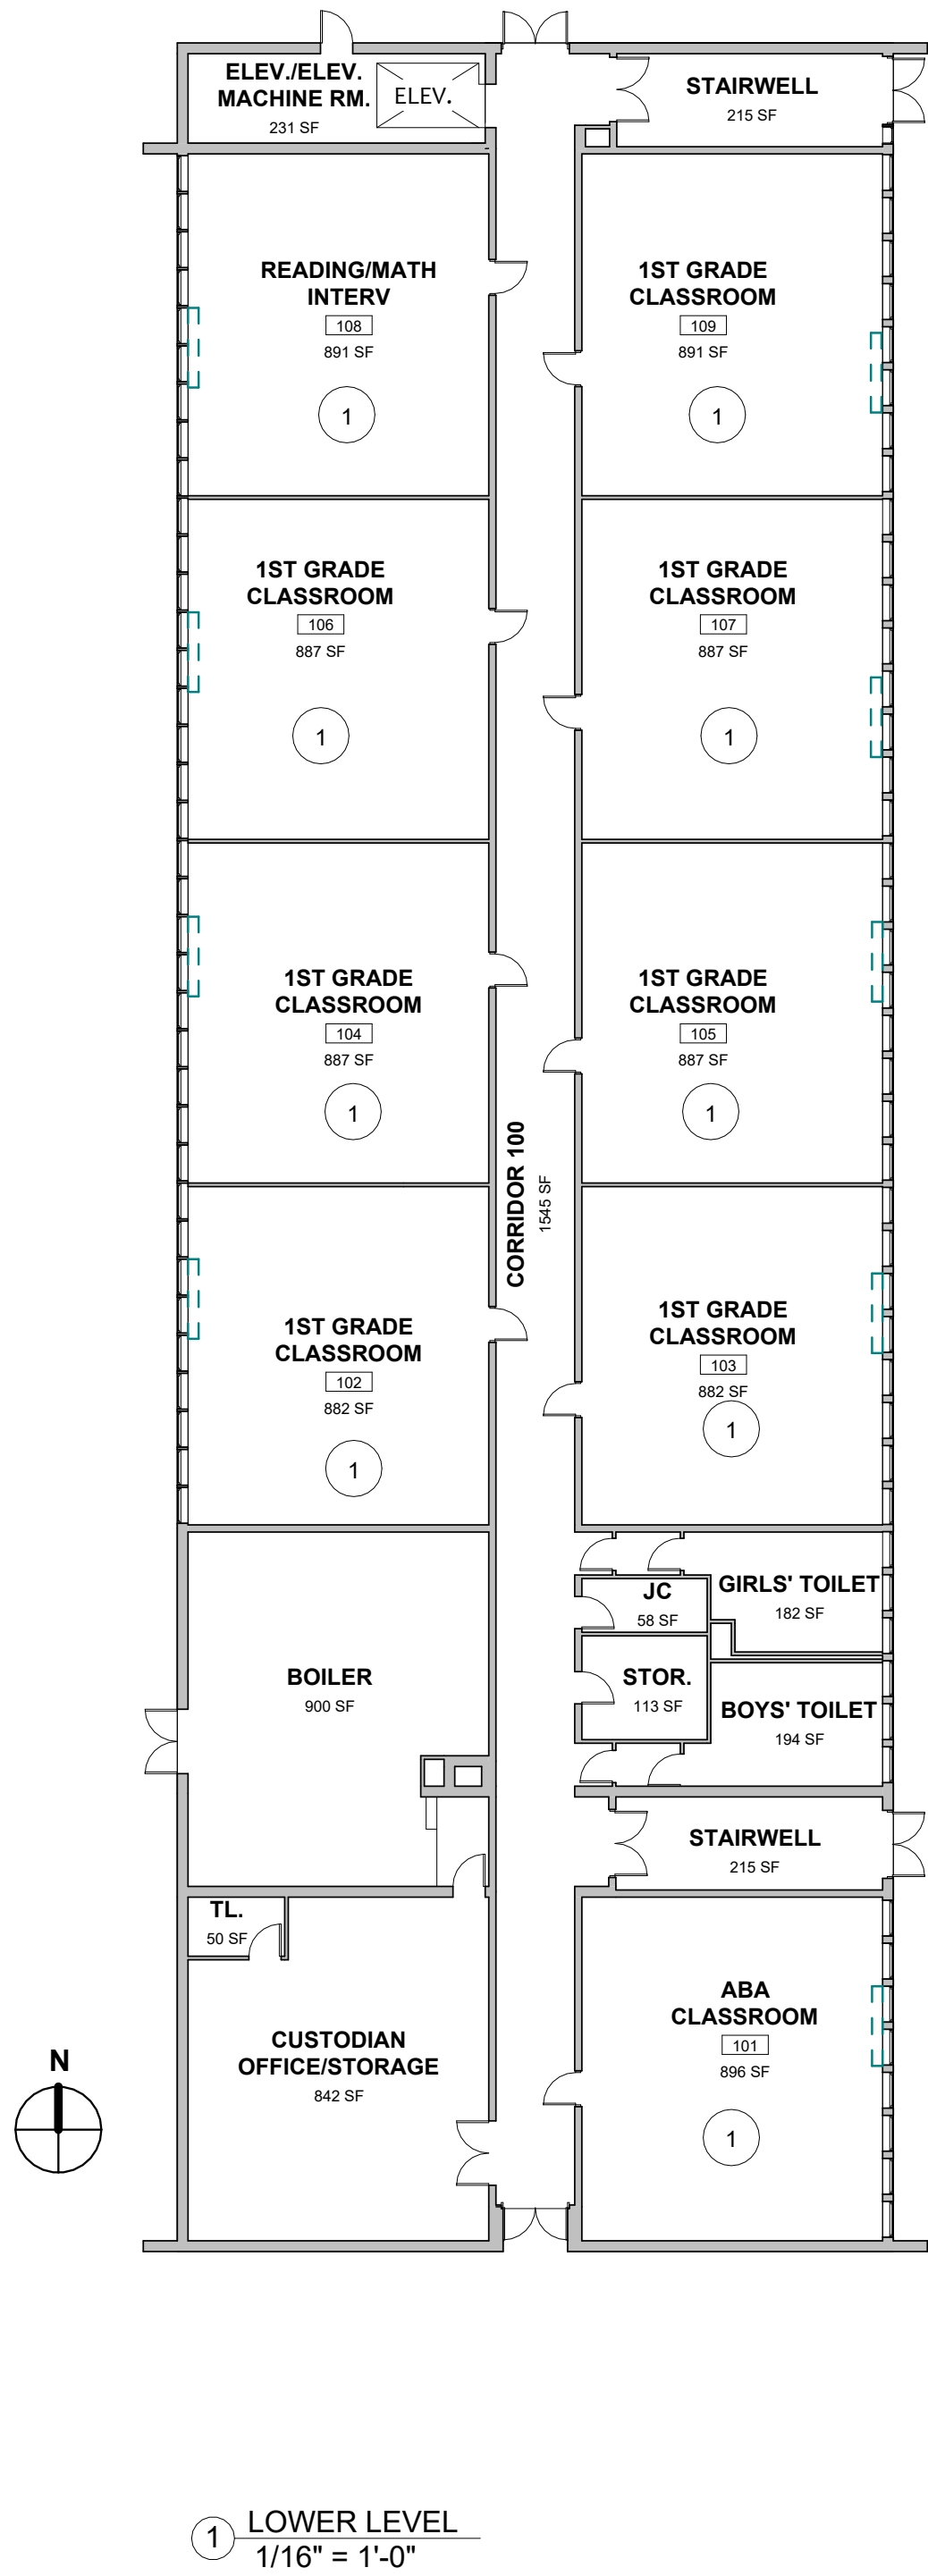 ELEV./ELEV.
MACHINE RM.
231 SF
ELEV.
STAIRWELL
215 SF
READING/MATH
INTERV
108
891 SF
1
1ST GRADE
CLASSROOM
109
891 SF
1
1ST GRADE
CLASSROOM
106
887 SF
1
1ST GRADE
CLASSROOM
107
887 SF
1
1ST GRADE
CLASSROOM
104
887 SF
1
1ST GRADE
CLASSROOM
105
887 SF
1
CORRIDOR 100
1545 SF
1ST GRADE
CLASSROOM
102
882 SF
1
1ST GRADE
CLASSROOM
103
882 SF
1
GIRLS' TOILET
182 SF
JC
58 SF
BOILER
900 SF
STOR.
113 SF
BOYS' TOILET
194 SF
STAIRWELL
215 SF
TL.
50 SF
ABA
CLASSROOM
101
896 SF
1
CUSTODIAN
OFFICE/STORAGE
842 SF
N
1
LOWER LEVEL
1/16" = 1'-0"